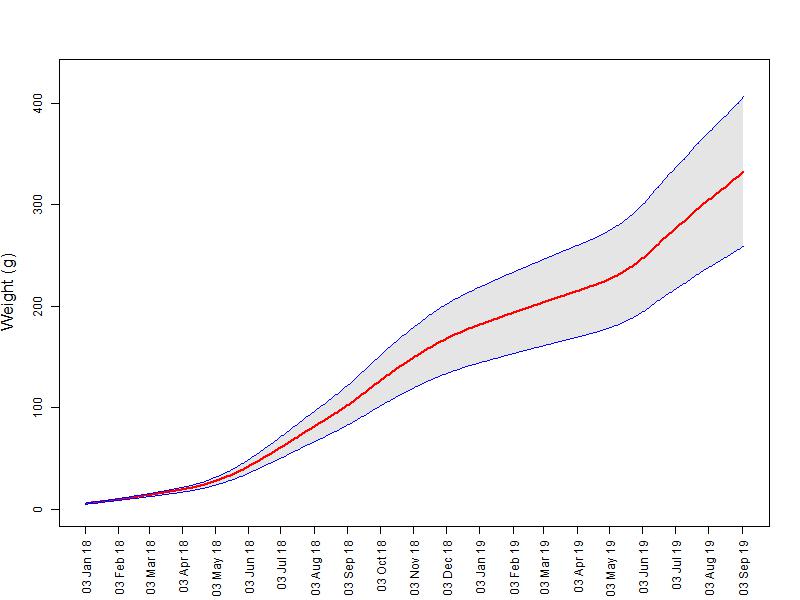 400
300
200
100
0
Weight (g)
03 Jan 18
03 Feb 18
03 Mar 18
03 Apr 18
03 May 18
03 Jun 18
03 Jul 18
03 Aug 18
03 Sep 18
03 Oct 18
03 Nov 18
03 Dec 18
03 Jan 19
03 Feb 19
03 Mar 19
03 Apr 19
03 May 19
03 Jun 19
03 Jul 19
03 Aug 19
03 Sep 19